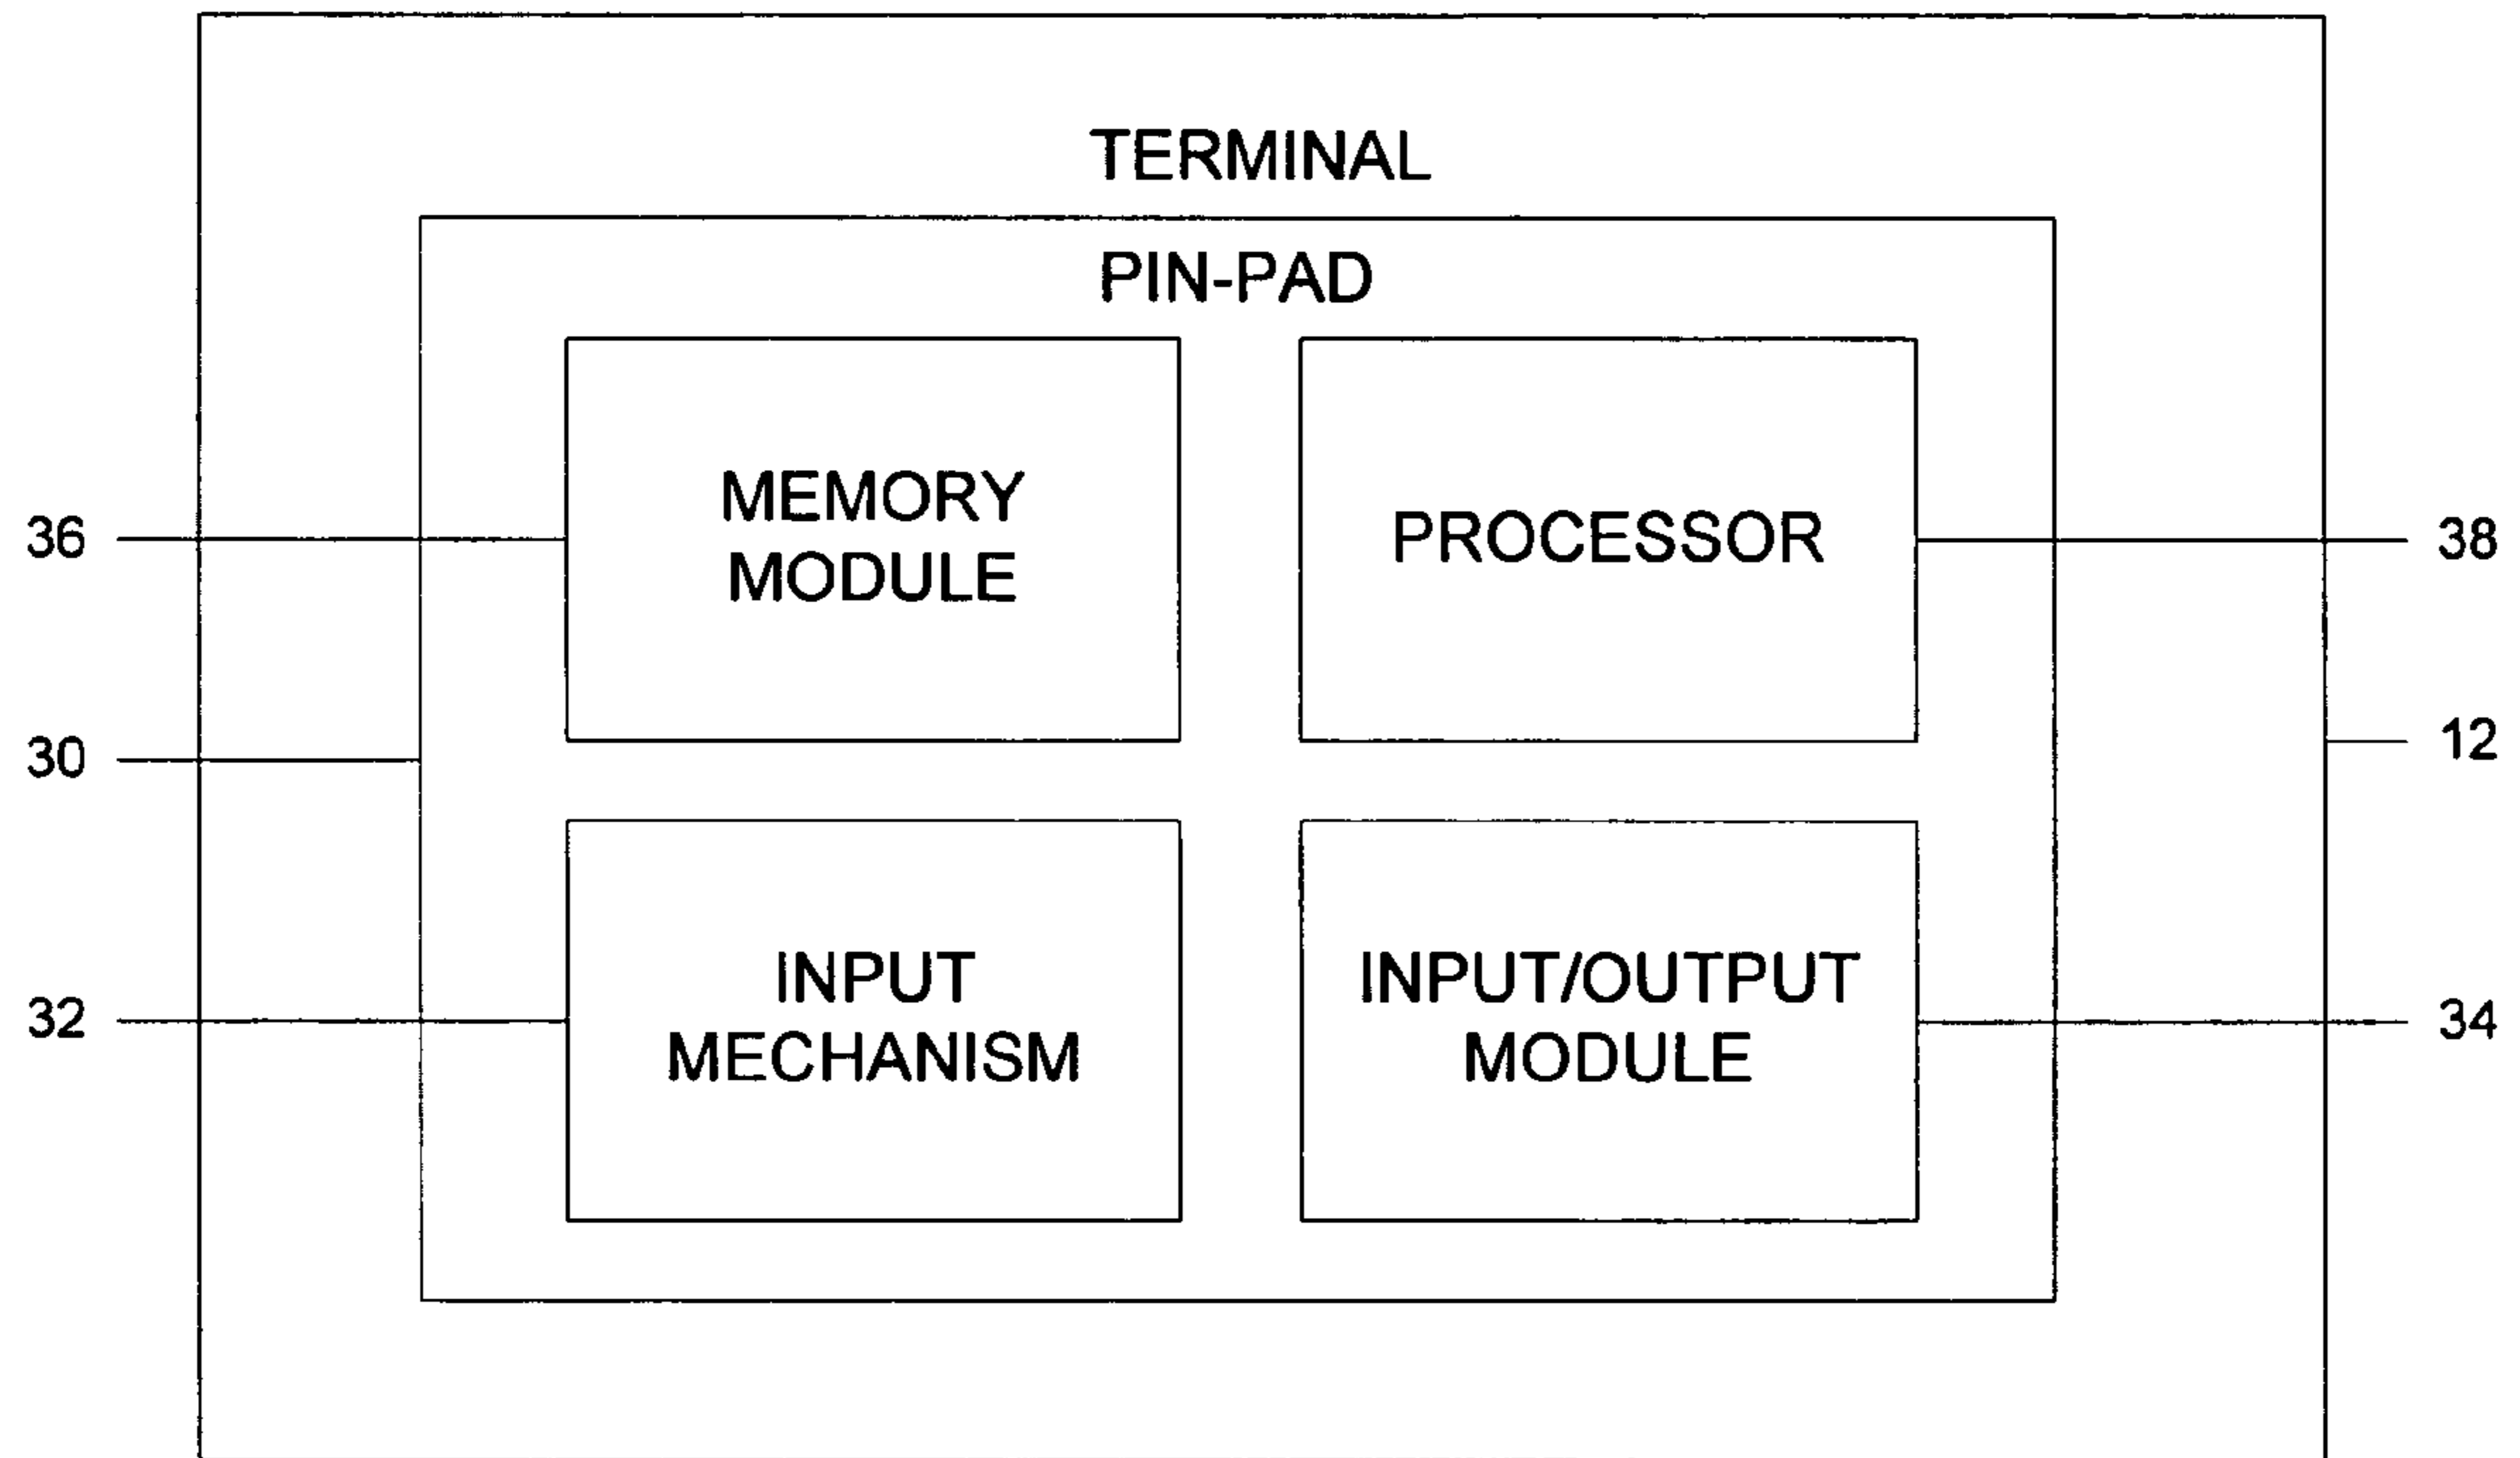 TERMINAL
PIN-PAD
MEMORY
MODULE
PROCESSOR
36
38
30
12
INPUT
MECHANISM
INPUT/OUTPUT
MODULE
32
34